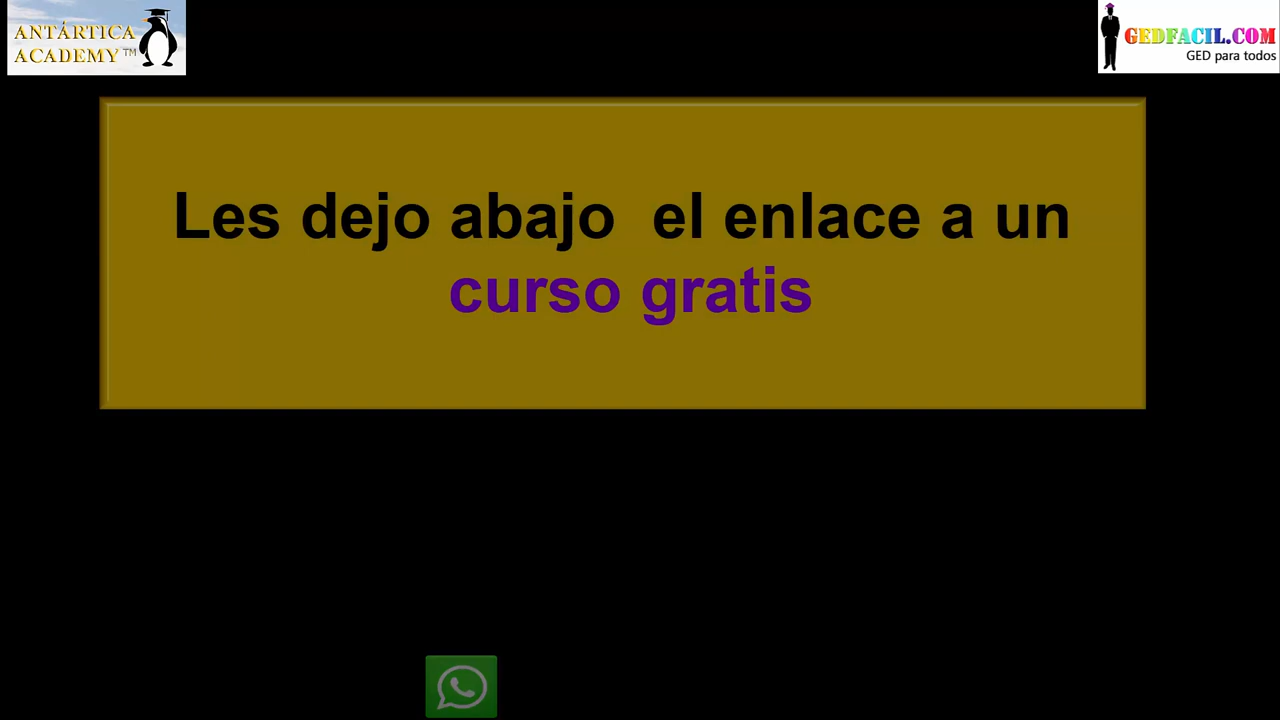 ANTÁRTICA
ACADEMY™
GEDFACIL.COM
GED para todos
Les dejo abajo el enlace a un
curso gratis